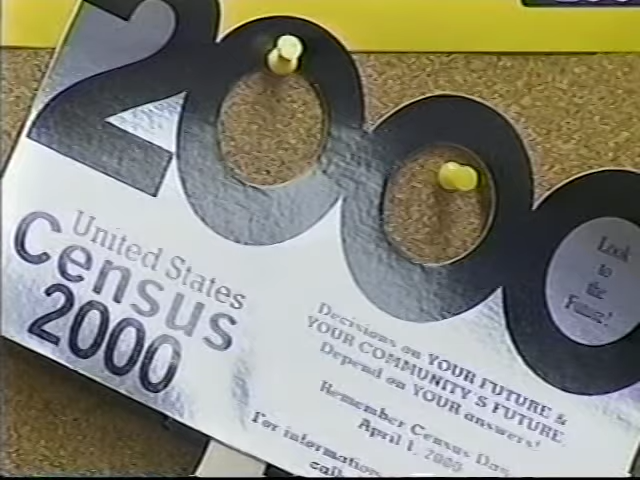 2000
United States
Census
2000
Look
to
the
Future!
Decisions on YOUR FUTURE &
YOUR COMMUNITY'S FUTURE
Depend on YOUR answers!
Remember Census Day
April 1, 2000
For information
call